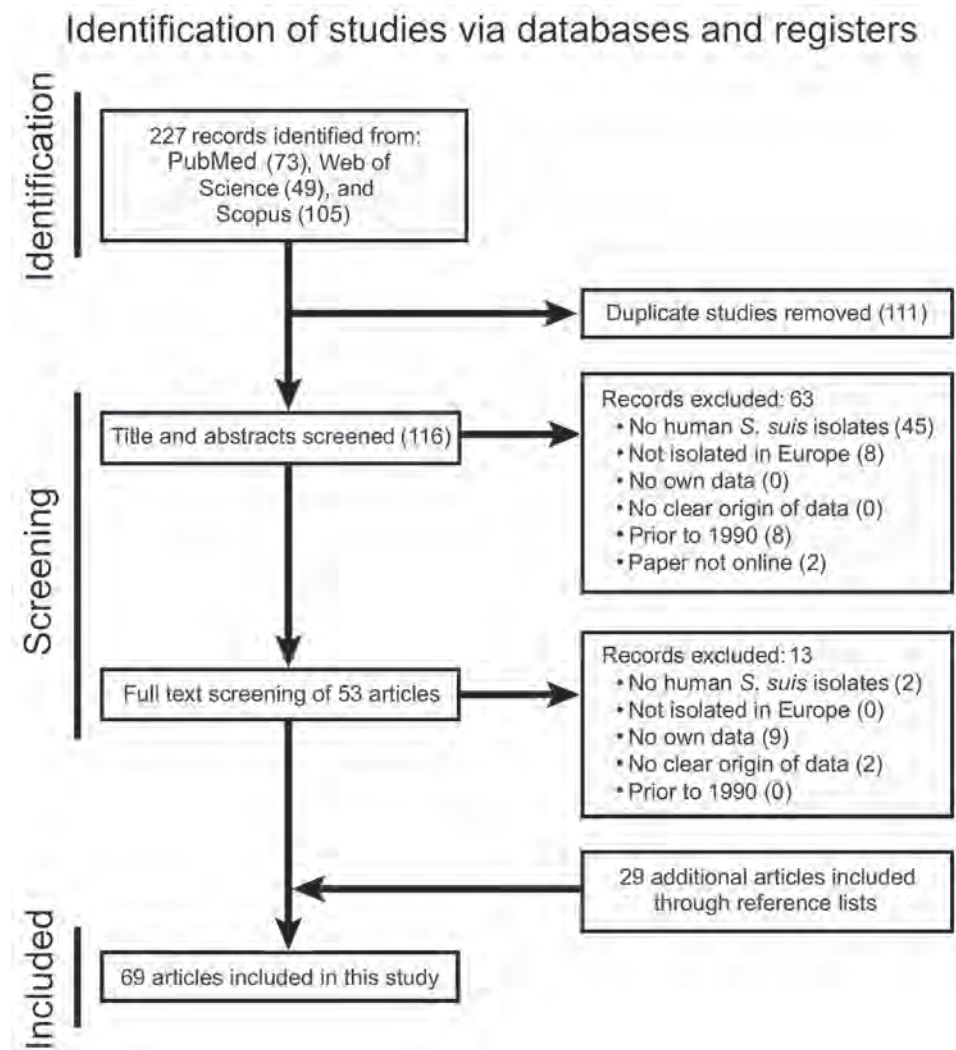 Identification of studies via databases and registers
Identification
227 records identified from:
PubMed (73), Web of
Science (49), and
Scopus (105)
Duplicate studies removed (111)
Screening
Title and abstracts screened (116)
Records excluded: 63
• No human S. suis isolates (45)
• Not isolated in Europe (8)
• No own data (0)
• No clear origin of data (0)
• Prior to 1990 (8)
• Paper not online (2)
Full text screening of 53 articles
Records excluded: 13
• No human S. suis isolates (2)
• Not isolated in Europe (0)
• No own data (9)
• No clear origin of data (2)
• Prior to 1990 (0)
29 additional articles included
through reference lists
Included
69 articles included in this study